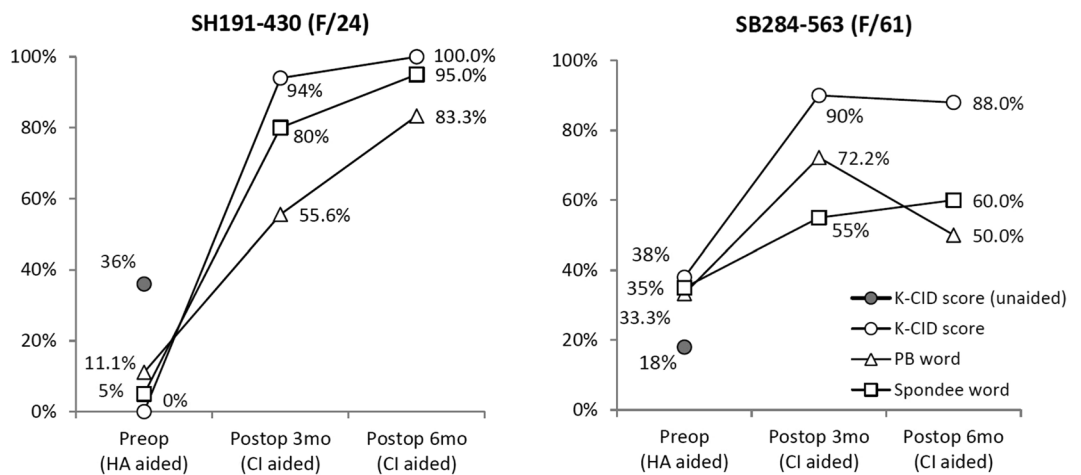 SH191-430 (F/24)
100%
80%
60%
40%
20%
0%
36%
11.1%
5%
0%
94%
80%
55.6%
100.0%
95.0%
83.3%
Preop
(HA aided)
Postop 3mo
(CI aided)
Postop 6mo
(CI aided)
SB284-563 (F/61)
100%
80%
60%
40%
20%
0%
38%
35%
33.3%
18%
90%
72.2%
55%
88.0%
60.0%
50.0%
K-CID score (unaided)
K-CID score
PB word
Spondee word
Preop
(HA aided)
Postop 3mo
(CI aided)
Postop 6mo
(CI aided)